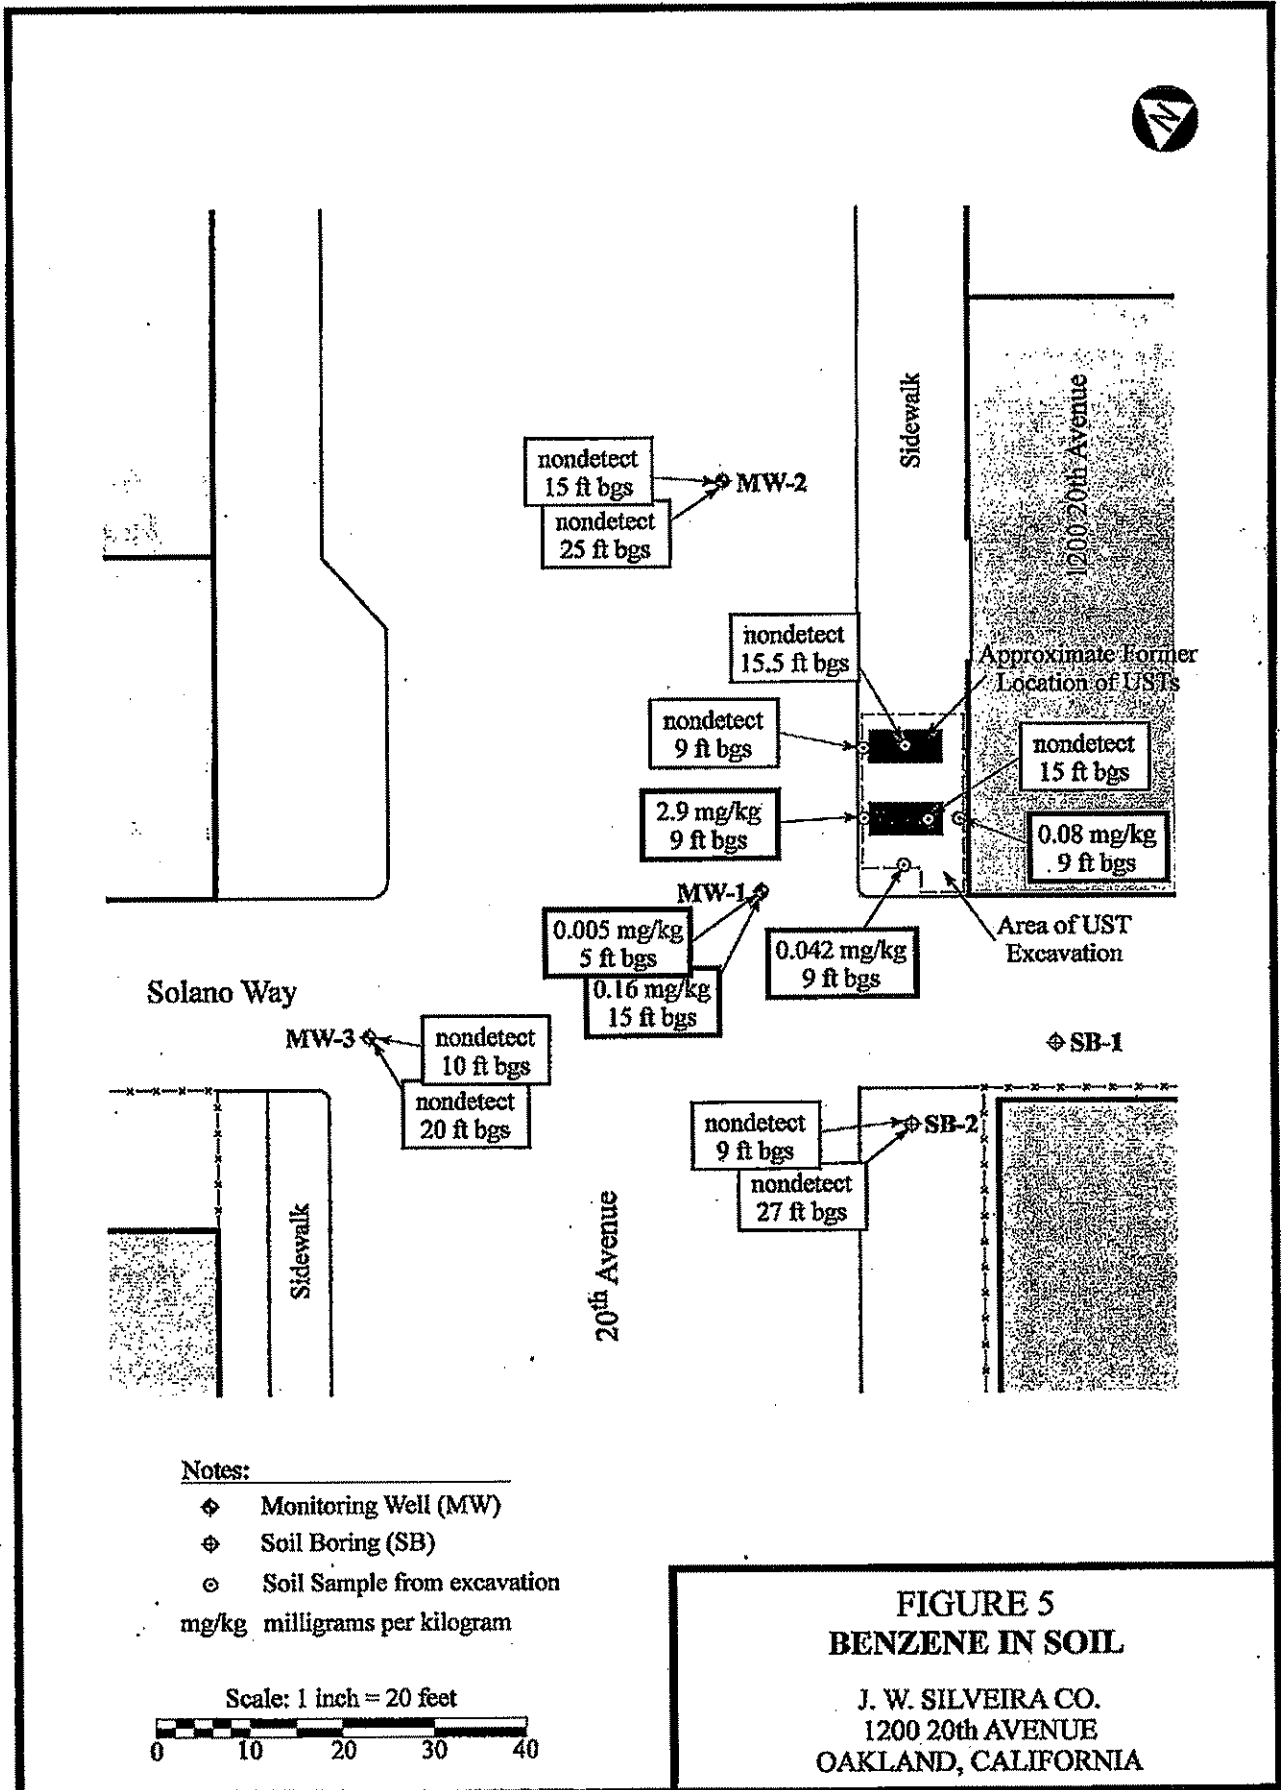 N
Sidewalk
1200 20th Avenue
nondetect
15 ft bgs
MW-2
nondetect
25 ft bgs
nondetect
15.5 ft bgs
Approximate Former
Location of USTs
nondetect
9 ft bgs
nondetect
15 ft bgs
2.9 mg/kg
9 ft bgs
0.08 mg/kg
9 ft bgs
MW-1
0.005 mg/kg
5 ft bgs
0.16 mg/kg
15 ft bgs
0.042 mg/kg
9 ft bgs
Area of UST
Excavation
Solano Way
MW-3
nondetect
10 ft bgs
nondetect
20 ft bgs
SB-1
nondetect
9 ft bgs
SB-2
nondetect
27 ft bgs
Sidewalk
20th Avenue
Notes:
Monitoring Well (MW)
Soil Boring (SB)
Soil Sample from excavation
mg/kg milligrams per kilogram
Scale: 1 inch = 20 feet
0 10 20 30 40
FIGURE 5
BENZENE IN SOIL
J. W. SILVEIRA CO.
1200 20th AVENUE
OAKLAND, CALIFORNIA